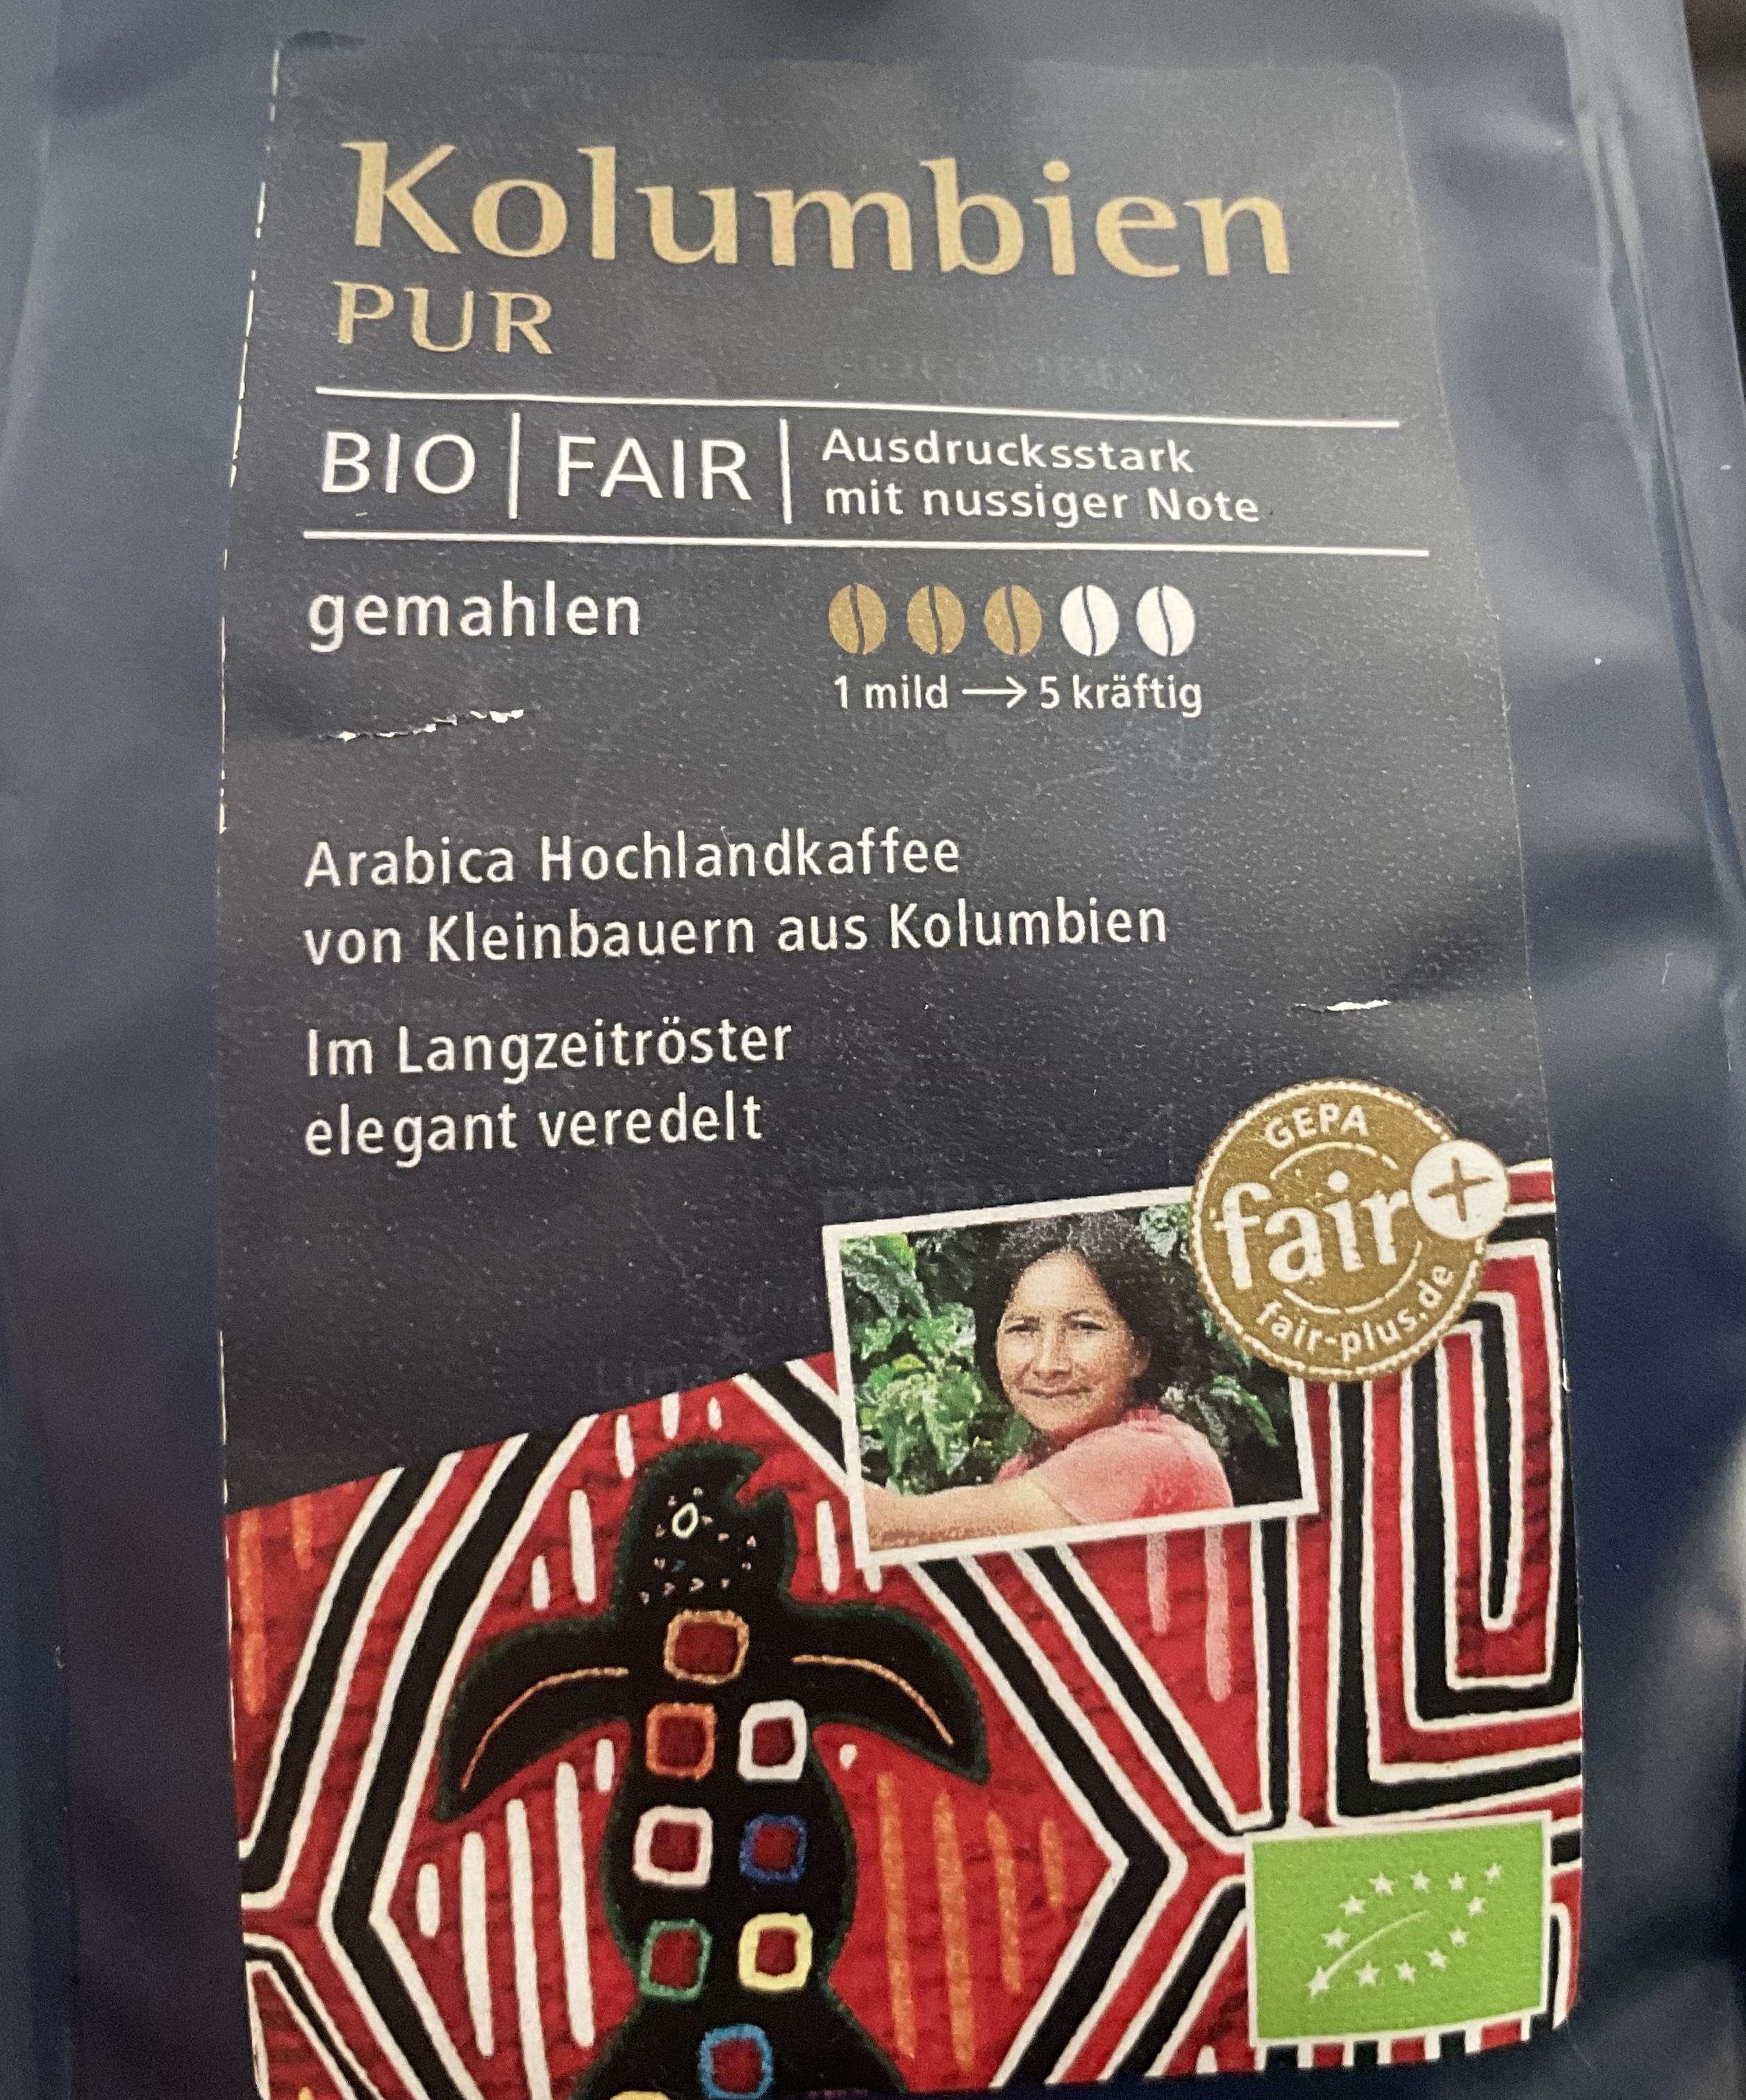 Kolumbien
PUR
BIO | FAIR | Ausdrucksstark
mit nussiger Note
gemahlen
1 mild → 5 kräftig
Arabica Hochlandkaffee
von Kleinbauern aus Kolumbien
Im Langzeitröster
elegant veredelt
GEPA
fair+
fair-plus.de